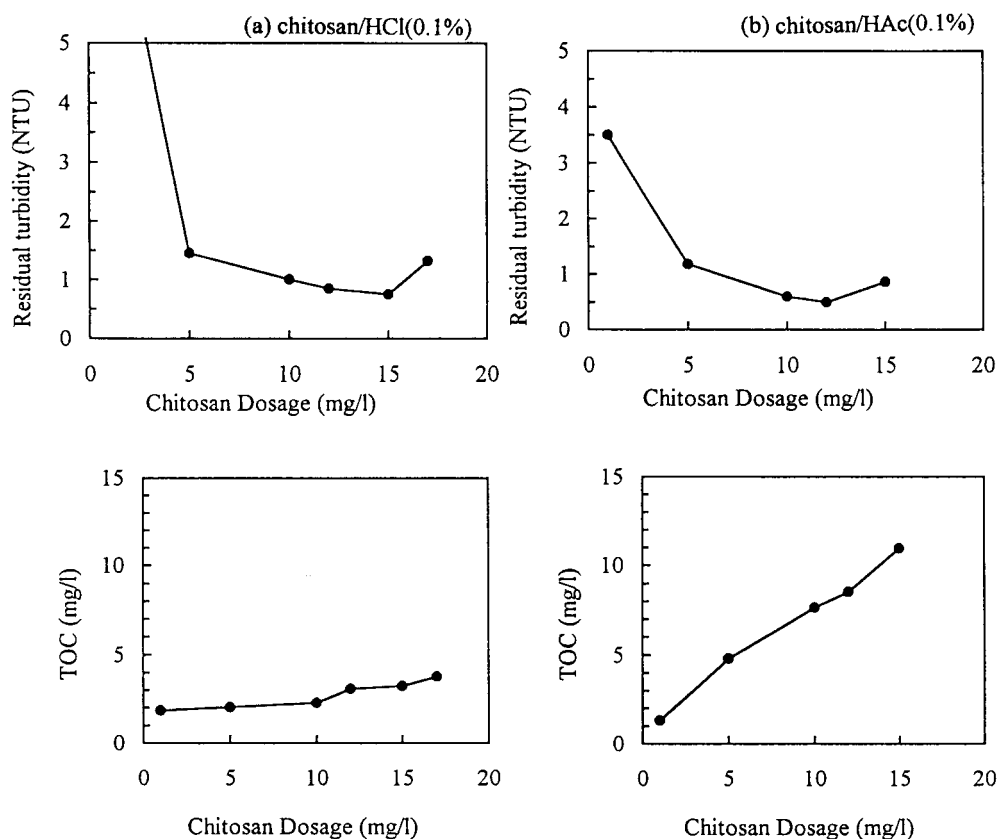 (a) chitosan/HCl(0.1%)
5
4
3
2
1
0
Residual turbidity (NTU)
0 5 10 15 20
Chitosan Dosage (mg/l)
(b) chitosan/HAc(0.1%)
5
4
3
2
1
0
Residual turbidity (NTU)
0 5 10 15 20
Chitosan Dosage (mg/l)
15
10
5
0
TOC (mg/l)
0 5 10 15 20
Chitosan Dosage (mg/l)
15
10
5
0
TOC (mg/l)
0 5 10 15 20
Chitosan Dosage (mg/l)